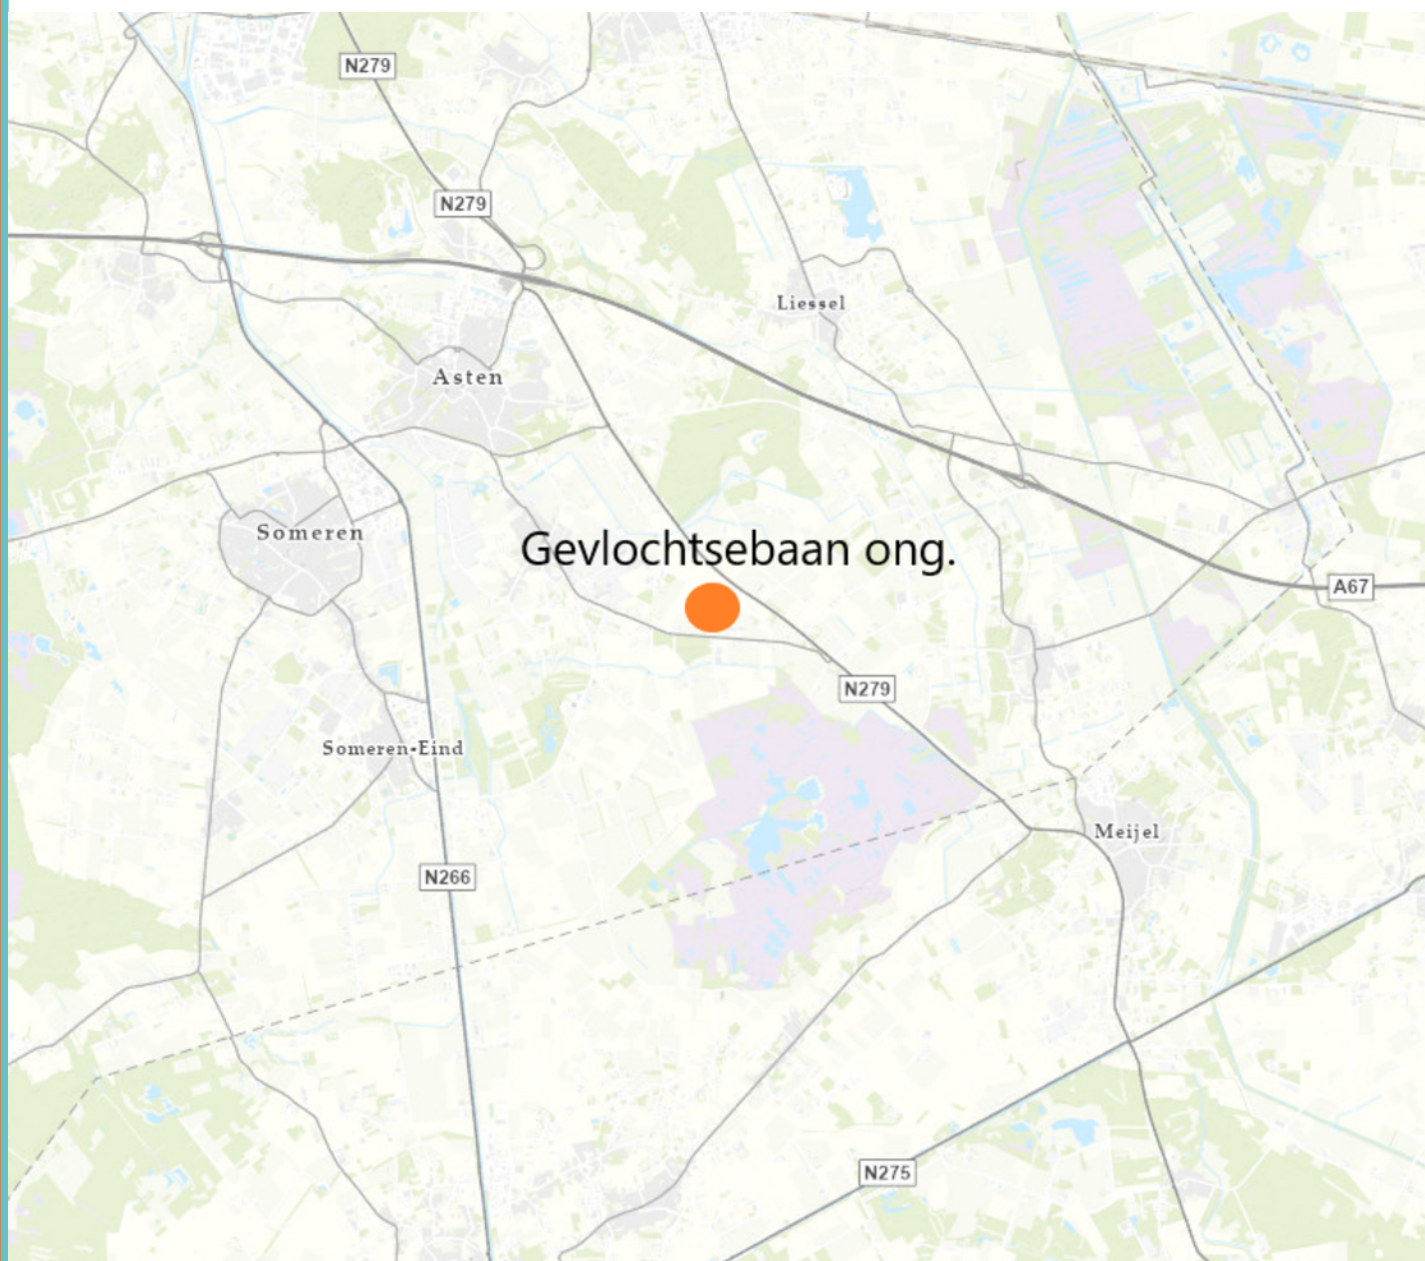 N279
N279
Liessel
Asten
Someren
Gevlochtsebaan ong.
A67
N279
Someren-Eind
Meijel
N266
N275